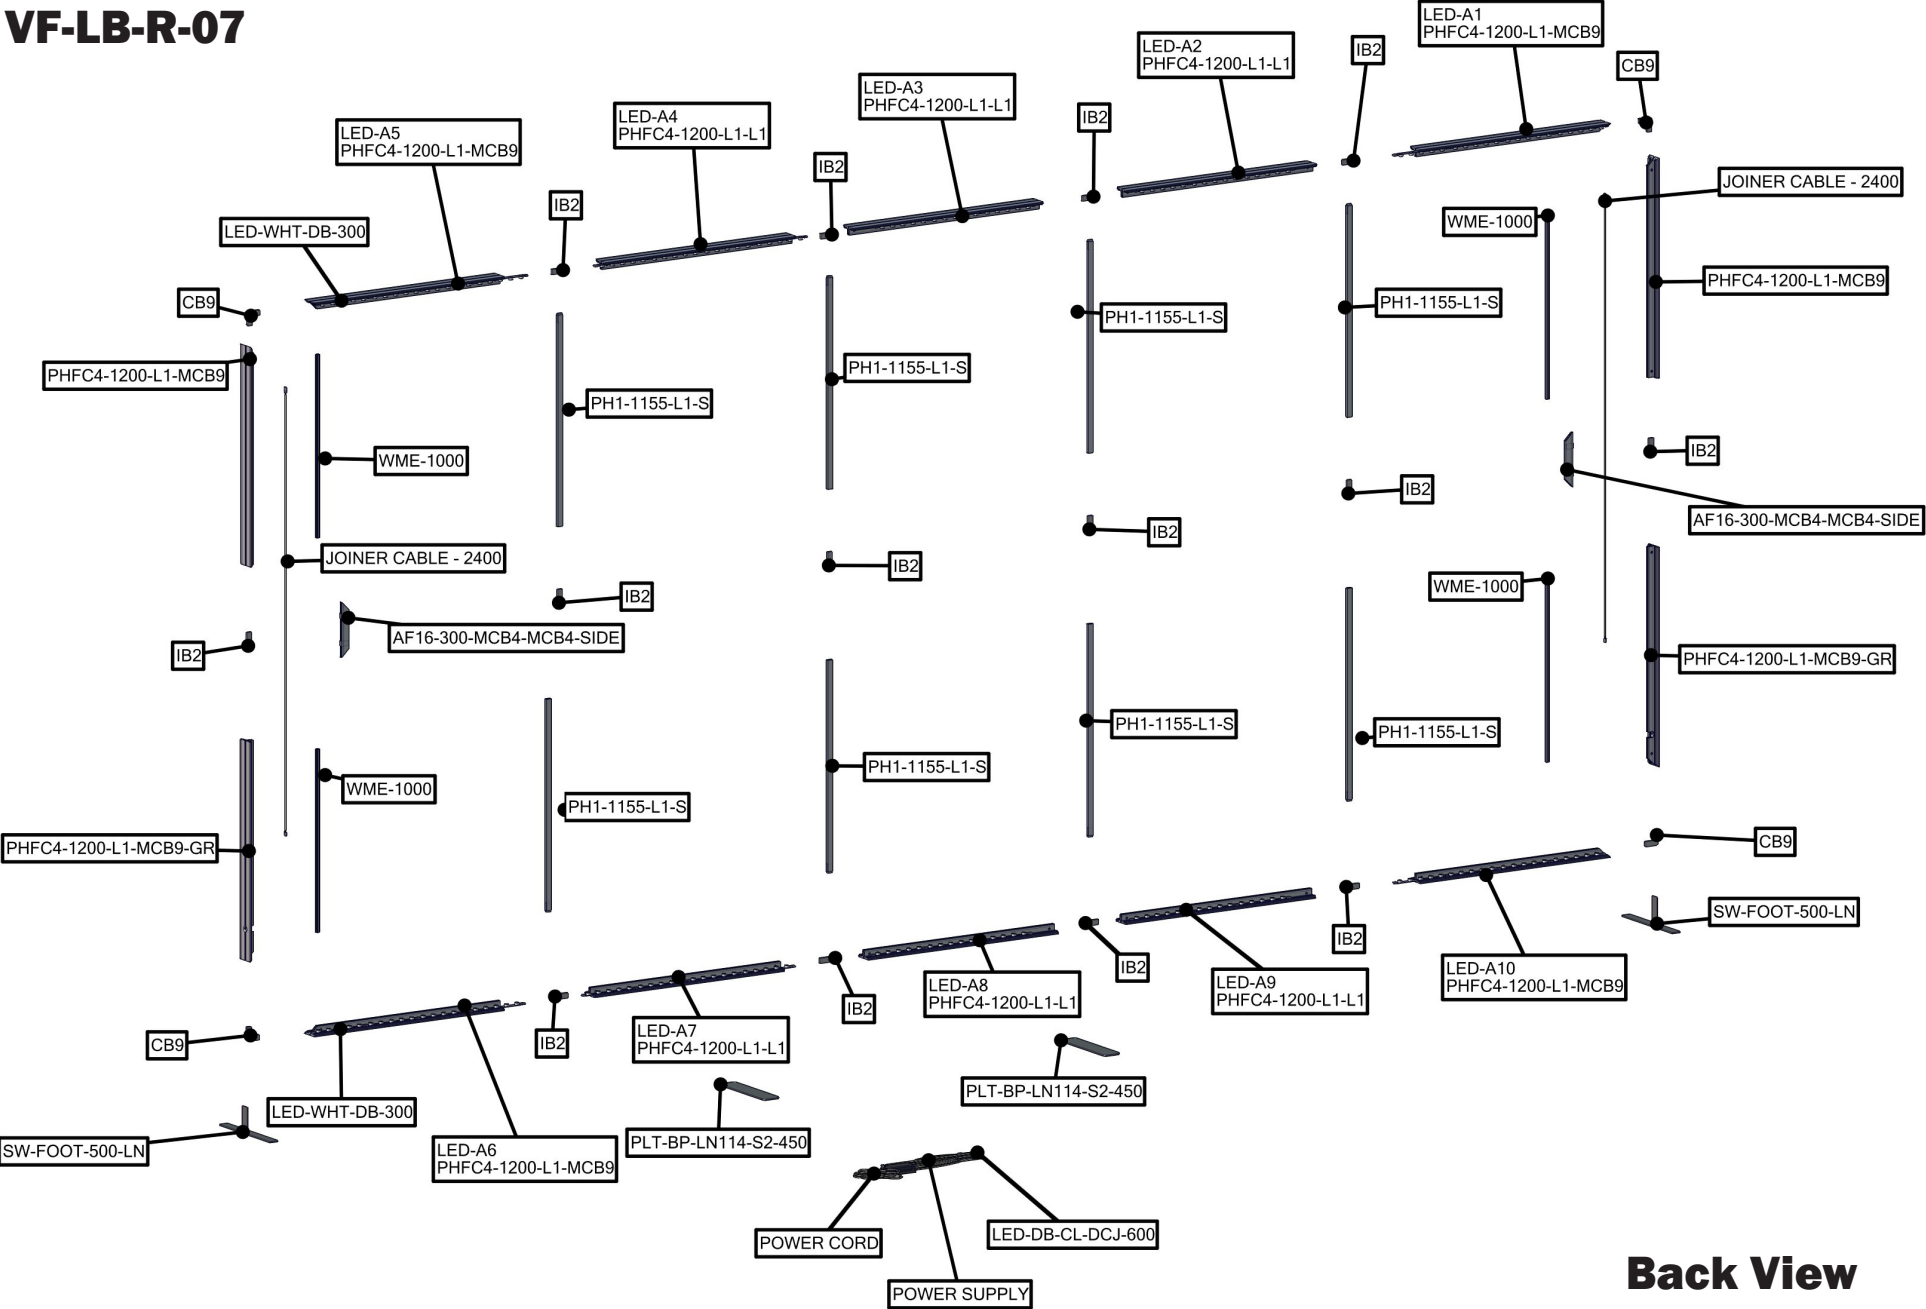 VF-LB-R-07
LED-A1
PHFC4-1200-L1-MCB9
IB2
LED-A2
PHFC4-1200-L1-L1
CB9
LED-A3
PHFC4-1200-L1-L1
IB2
LED-A4
PHFC4-1200-L1-L1
LED-A5
PHFC4-1200-L1-MCB9
IB2
JOINER CABLE - 2400
IB2
WME-1000
LED-WHT-DB-300
PHFC4-1200-L1-MCB9
CB9
PH1-1155-L1-S
PH1-1155-L1-S
PH1-1155-L1-S
PHFC4-1200-L1-MCB9
PH1-1155-L1-S
IB2
WME-1000
IB2
AF16-300-MCB4-MCB4-SIDE
IB2
JOINER CABLE - 2400
IB2
WME-1000
IB2
AF16-300-MCB4-MCB4-SIDE
IB2
PHFC4-1200-L1-MCB9-GR
PH1-1155-L1-S
PH1-1155-L1-S
PH1-1155-L1-S
WME-1000
PH1-1155-L1-S
CB9
PHFC4-1200-L1-MCB9-GR
SW-FOOT-500-LN
IB2
IB2
LED-A10
PHFC4-1200-L1-MCB9
LED-A9
PHFC4-1200-L1-L1
LED-A8
PHFC4-1200-L1-L1
IB2
LED-A7
PHFC4-1200-L1-L1
IB2
CB9
PLT-BP-LN114-S2-450
LED-WHT-DB-300
PLT-BP-LN114-S2-450
SW-FOOT-500-LN
LED-A6
PHFC4-1200-L1-MCB9
POWER CORD
LED-DB-CL-DCJ-600
POWER SUPPLY
Back View